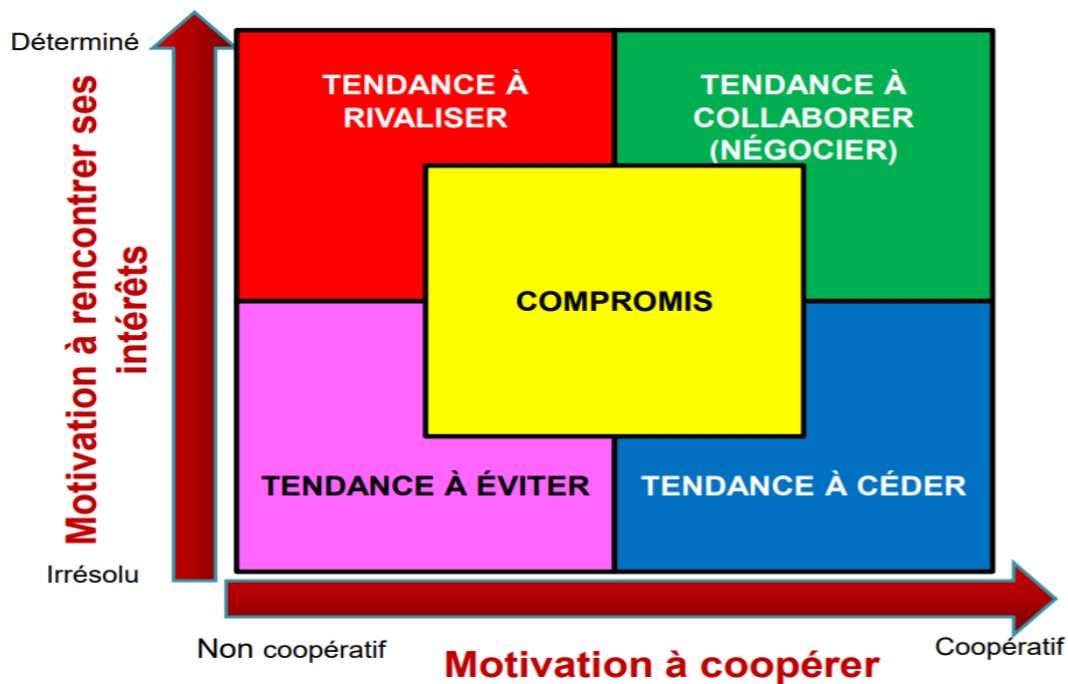 Déterminé
Motivation à rencontrer ses
intérêts
Irrésolu
TENDANCE À
RIVALISER
TENDANCE À
COLLABORER
(NÉGOCIER)
COMPROMIS
TENDANCE À ÉVITER
TENDANCE À CÉDER
Non coopératif
Motivation à coopérer
Coopératif